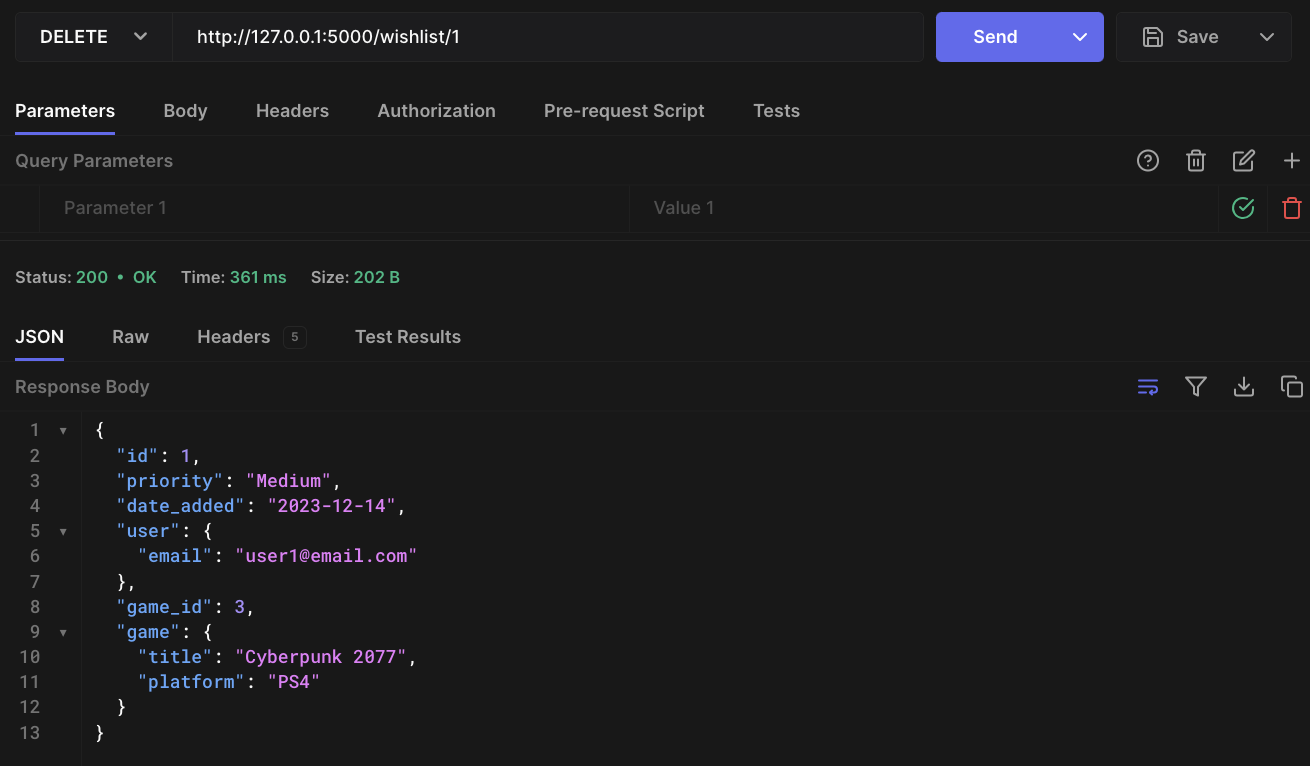 DELETE http://127.0.0.1:5000/wishlist/1 Send Save
Parameters Body Headers Authorization Pre-request Script Tests
Query Parameters
Parameter 1 Value 1
Status: 200 • OK Time: 361 ms Size: 202 B
JSON Raw Headers 5 Test Results
Response Body
1 {
2 "id": 1,
3 "priority": "Medium",
4 "date_added": "2023-12-14",
5 "user": {
6 "email": "user1@email.com"
7 },
8 "game_id": 3,
9 "game": {
10 "title": "Cyberpunk 2077",
11 "platform": "PS4"
12 }
13 }